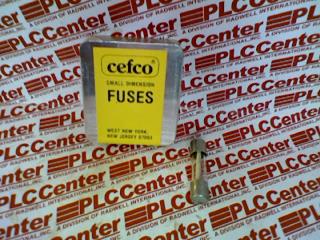 cefco®
SMALL DIMENSION
FUSES
WEST NEW YORK,
NEW JERSEY 07093
PLCCenter
A DIVISION OF RADWELL INTERNATIONAL, INC.